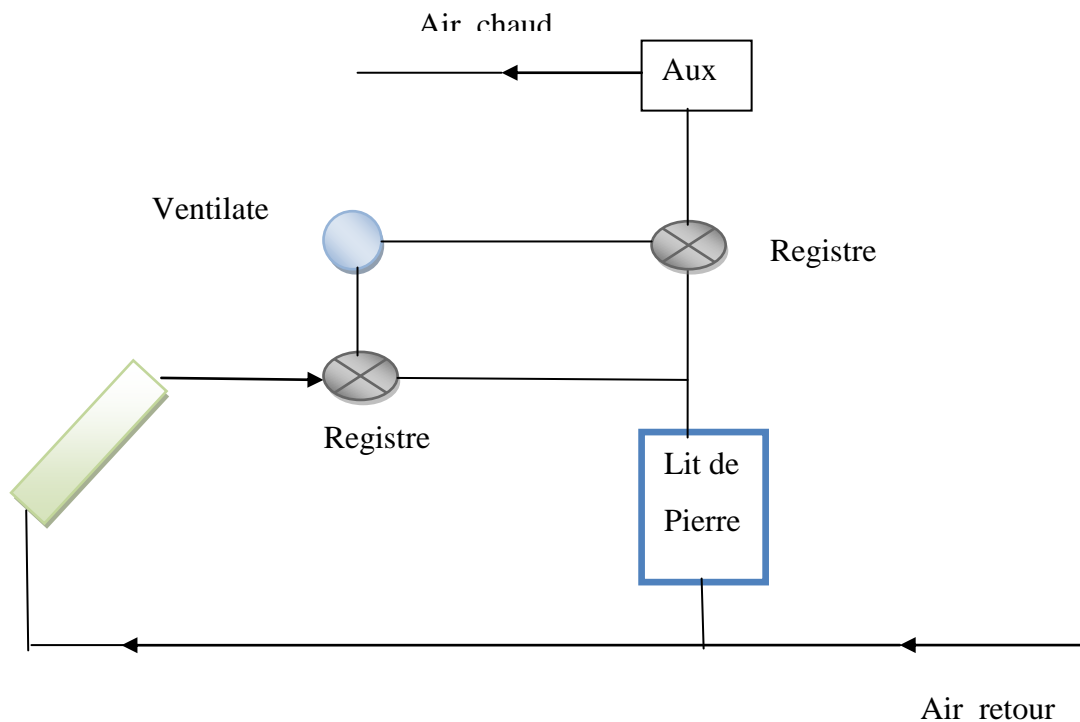 Air chaud
Aux
Ventilate
Registre
Registre
Lit de
Pierre
Air retour